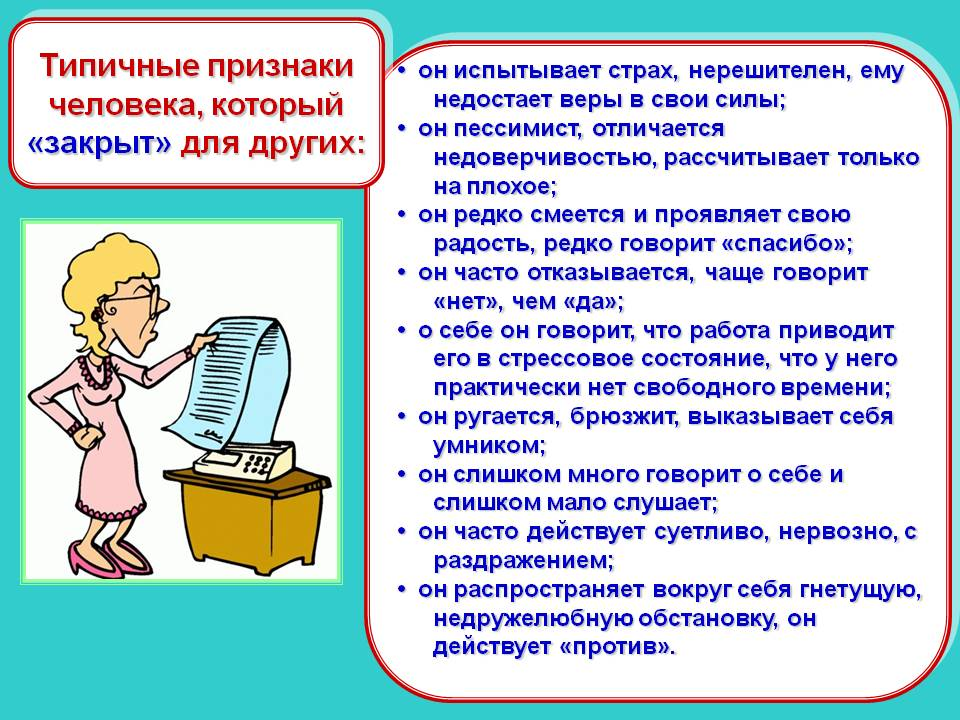 Типичные признаки
человека, который
«закрыт» для других:
• он испытывает страх, нерешителен, ему
недостает веры в свои силы;
• он пессимист, отличается
недоверчивостью, рассчитывает только
на плохое;
• он редко смеется и проявляет свою
радость, редко говорит «спасибо»;
• он часто отказывается, чаще говорит
«нет», чем «да»;
• о себе он говорит, что работа приводит
его в стрессовое состояние, что у него
практически нет свободного времени;
• он ругается, брюзжит, выказывает себя
умником;
• он слишком много говорит о себе и
слишком мало слушает;
• он часто действует суетливо, нервозно, с
раздражением;
• он распространяет вокруг себя гнетущую,
недружелюбную обстановку, он
действует «против».